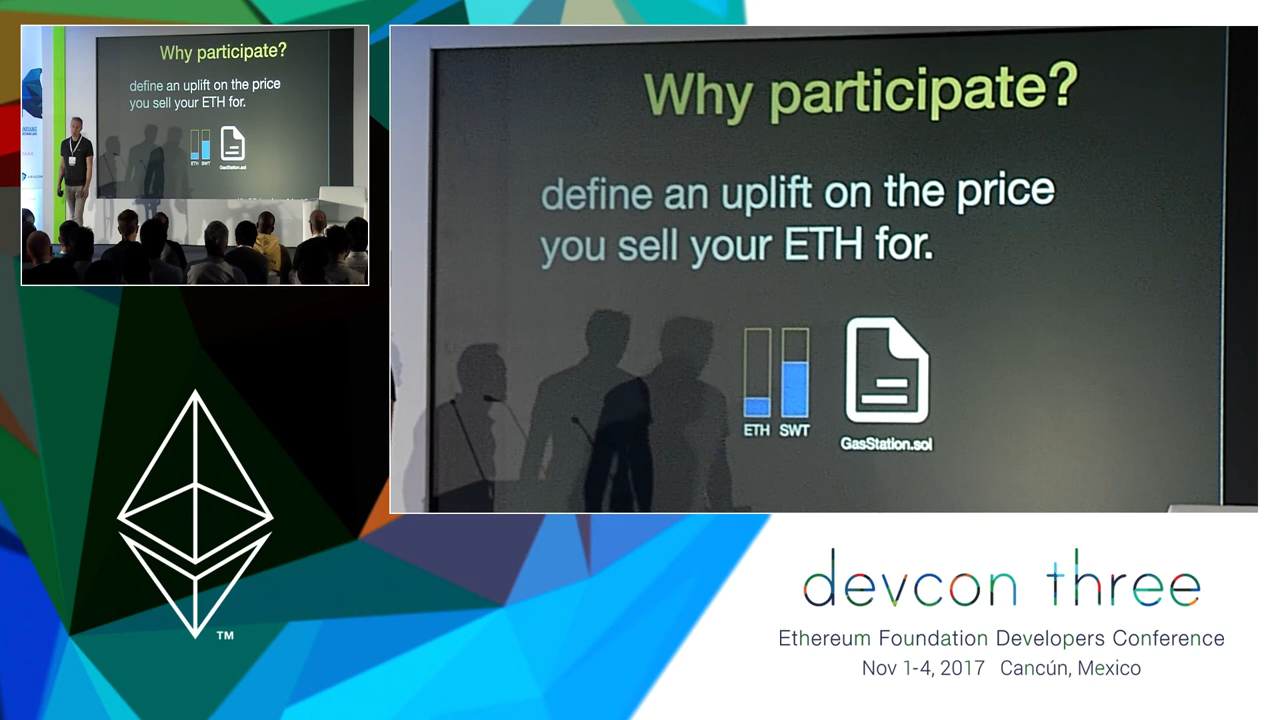 Why participate?
define an uplift on the price
you sell your ETH for.
ETH SWT
GasStation.sol
Why participate?
define an uplift on the price
you sell your ETH for.
ETH SWT
GasStation.sol
TM
devcon three
Ethereum Foundation Developers Conference
Nov 1-4, 2017 Cancún, Mexico